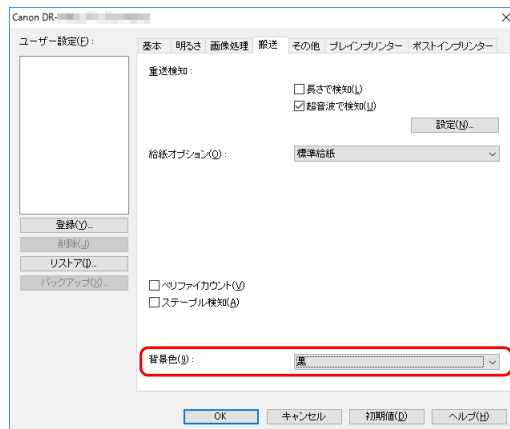 Canon DR-
ユーザー設定(F):
基本 明るさ 画像処理 搬送 その他 プレインプリンター ポストインプリンター
重送検知:
長さで検知(L)
超音波で検知(U)
設定(N)...
給紙オプション(O): 標準給紙
登録(Y)...
削除(J)
リストア(I)...
バックアップ(X)...
ベリファイカウント(V)
ステープル検知(A)
背景色(9): 黒
OK キャンセル 初期値(D) ヘルプ(H)